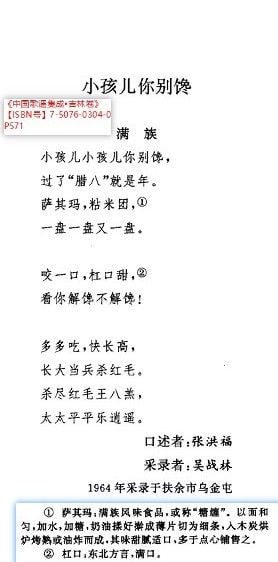 小孩儿你别馋
《中国歌谣集成•吉林卷》
【ISBN号】7-5076-0304-0
P571
满 族
小孩儿小孩儿你别馋，
过了“腊八”就是年。
萨其玛，粘米团，①
一盘一盘又一盘。
咬一口，杠口甜，②
看你解馋不解馋！
多多吃，快长高，
长大当兵杀红毛。
杀尽红毛王八羔，
太太平平乐逍遥。
口述者：张洪福
采录者：吴战林
1964年采录于扶余市乌金屯
① 萨其玛：满族风味食品，或称“糖缠”。以面和
匀，加水，加糖，奶油揉好擀成薄片切为细条，入木炭烘
炉烤熟或油炸而成，其味甜腻适口，多于点心铺售之。
② 杠口：东北方言，满口。